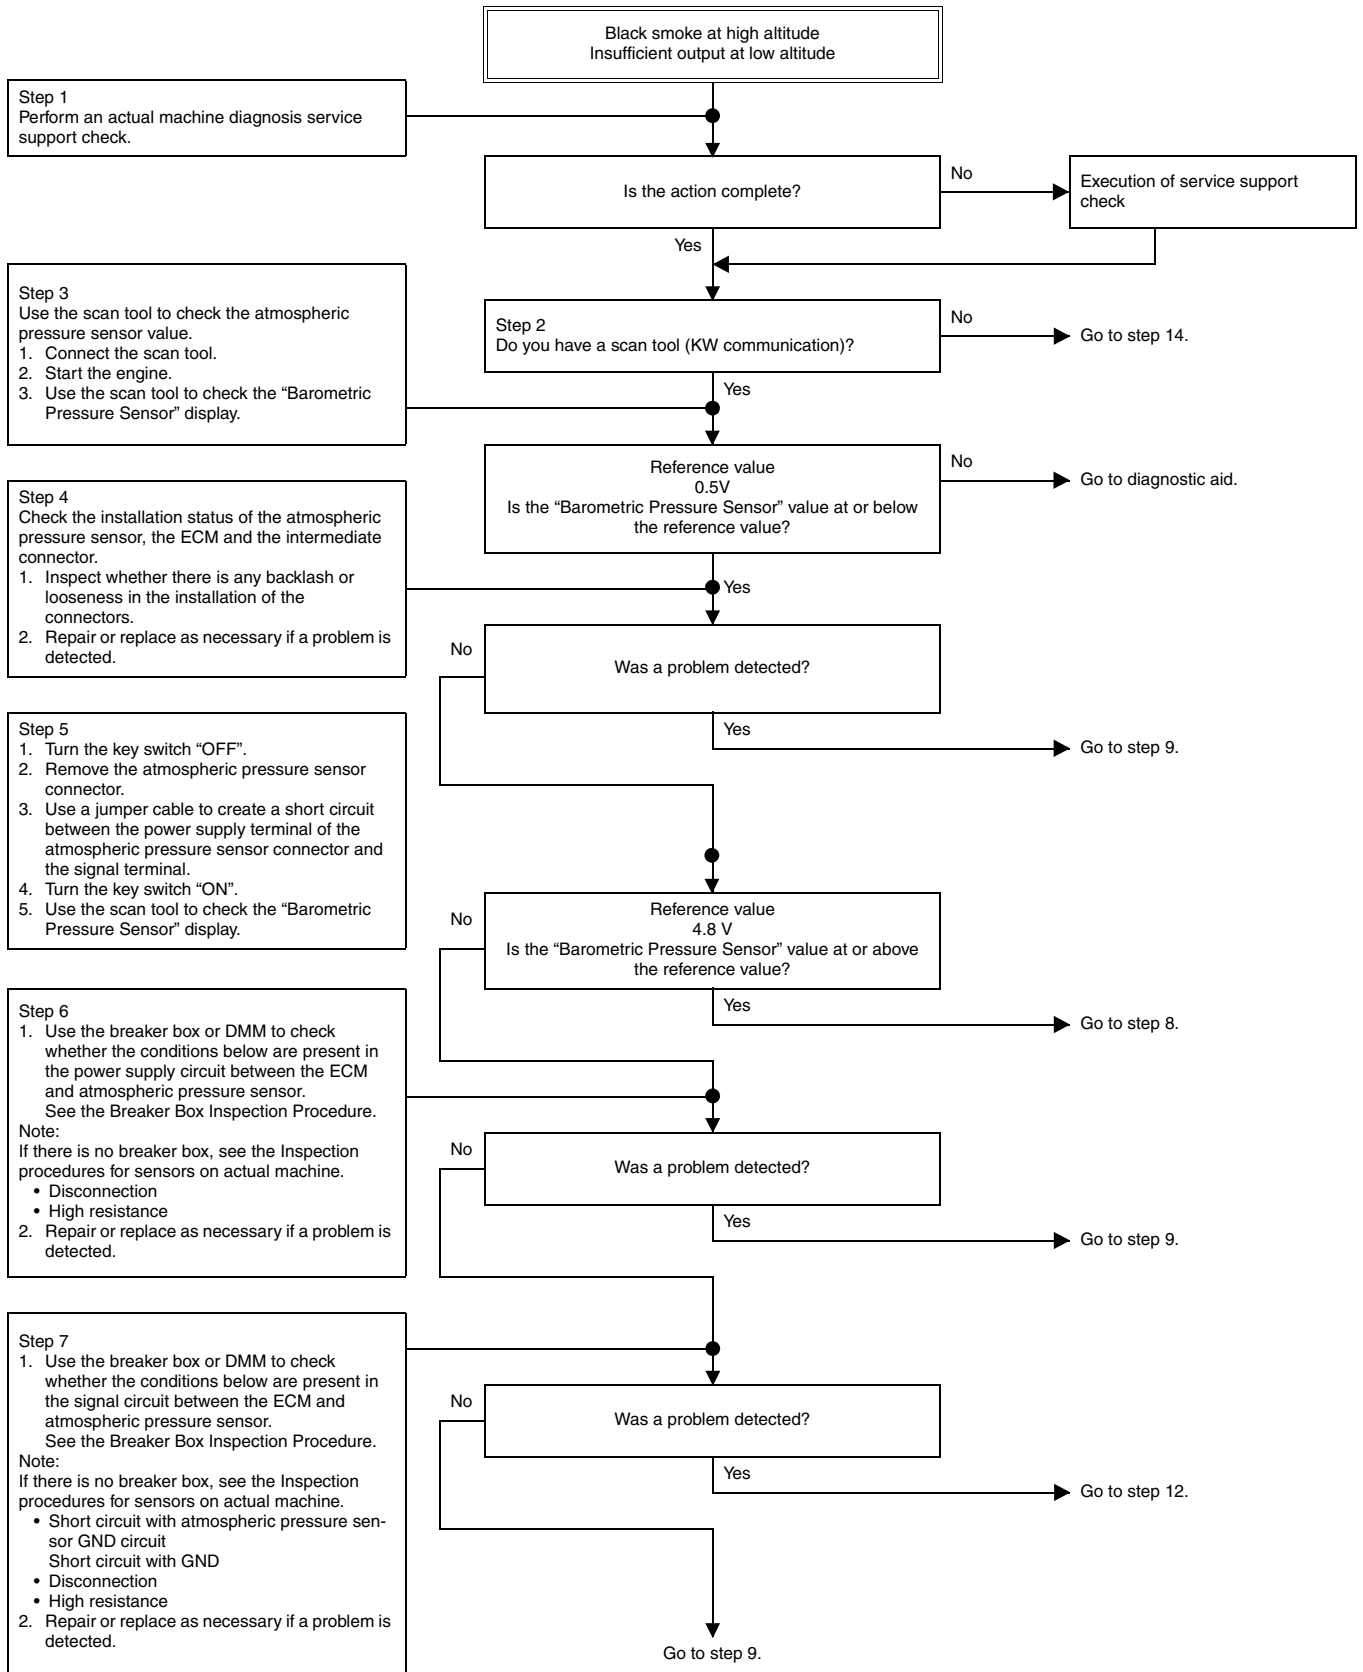 Black smoke at high altitude
Insufficient output at low altitude
Step 1
Perform an actual machine diagnosis service
support check.
Is the action complete?
No
Execution of service support
check
Yes
Step 3
Use the scan tool to check the atmospheric
pressure sensor value.
1. Connect the scan tool.
2. Start the engine.
3. Use the scan tool to check the “Barometric
Pressure Sensor” display.
Step 2
Do you have a scan tool (KW communication)?
No
Go to step 14.
Yes
Reference value
0.5V
Is the “Barometric Pressure Sensor” value at or below
the reference value?
No
Go to diagnostic aid.
Step 4
Check the installation status of the atmospheric
pressure sensor, the ECM and the intermediate
connector.
1. Inspect whether there is any backlash or
looseness in the installation of the
connectors.
2. Repair or replace as necessary if a problem is
detected.
Yes
No
Was a problem detected?
Yes
Go to step 9.
Step 5
1. Turn the key switch “OFF”.
2. Remove the atmospheric pressure sensor
connector.
3. Use a jumper cable to create a short circuit
between the power supply terminal of the
atmospheric pressure sensor connector and
the signal terminal.
4. Turn the key switch “ON”.
5. Use the scan tool to check the “Barometric
Pressure Sensor” display.
No
Reference value
4.8 V
Is the “Barometric Pressure Sensor” value at or above
the reference value?
Yes
Go to step 8.
Step 6
1. Use the breaker box or DMM to check
whether the conditions below are present in
the power supply circuit between the ECM
and atmospheric pressure sensor.
See the Breaker Box Inspection Procedure.
Note:
If there is no breaker box, see the Inspection
procedures for sensors on actual machine.
• Disconnection
• High resistance
2. Repair or replace as necessary if a problem is
detected.
No
Was a problem detected?
Yes
Go to step 9.
Step 7
1. Use the breaker box or DMM to check
whether the conditions below are present in
the signal circuit between the ECM and
atmospheric pressure sensor.
See the Breaker Box Inspection Procedure.
Note:
If there is no breaker box, see the Inspection
procedures for sensors on actual machine.
• Short circuit with atmospheric pressure sen-
sor GND circuit
Short circuit with GND
• Disconnection
• High resistance
2. Repair or replace as necessary if a problem is
detected.
No
Was a problem detected?
Yes
Go to step 12.
Go to step 9.